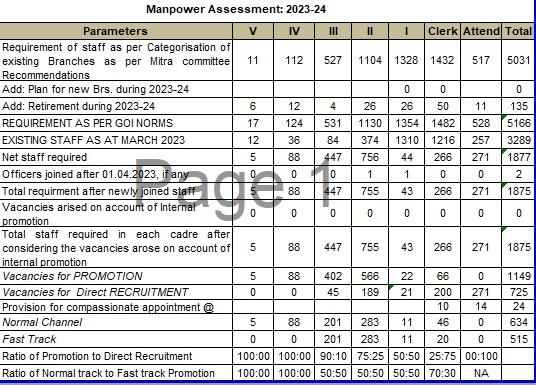 Manpower Assessment: 2023-24
Parameters V IV III II I Clerk Attend Total
Requirement of staff as per Categorisation of
existing Branches as per Mitra committee 11 112 527 1104 1328 1432 517 5031
Recommendations
Add: Plan for new Brs. during 2023-24 0 0 0
Add: Retirement during 2023-24 6 12 4 26 26 50 11 135
REQUIREMENT AS PER GOI NORMS 17 124 531 1130 1354 1482 528 5166
EXISTING STAFF AS AT MARCH 2023 12 36 84 374 1310 1216 257 3289
Net staff required 5 88 447 756 44 266 271 1877
Officers joined after 01.04.2023, if any 1 1 0 0 2
Total requirment after newly joined staff 5 88 447 755 43 266 271 1875
Vacancies arised on account of Internal
promotion 0 0 0 0 0 0 0 0
Total staff required in each cadre after
considering the vacancies arose on account of 5 88 447 755 43 266 271 1875
internal promotion
Vacancies for PROMOTION 5 88 402 566 22 66 0 1149
Vacancies for Direct RECRUITMENT 0 0 45 189 21 200 271 725
Provision for compassionate appointment @ 10 14 24
Normal Channel 5 88 201 283 11 46 0 634
Fast Track 0 0 201 283 11 20 0 515
Ratio of Promotion to Direct Recruitment 100:00 100:00 90:10 75:25 50:50 25:75 00:100
Ratio of Normal track to Fast track Promotion 100:00 100:00 50:50 50:50 50:50 70:30 NA
Page 1